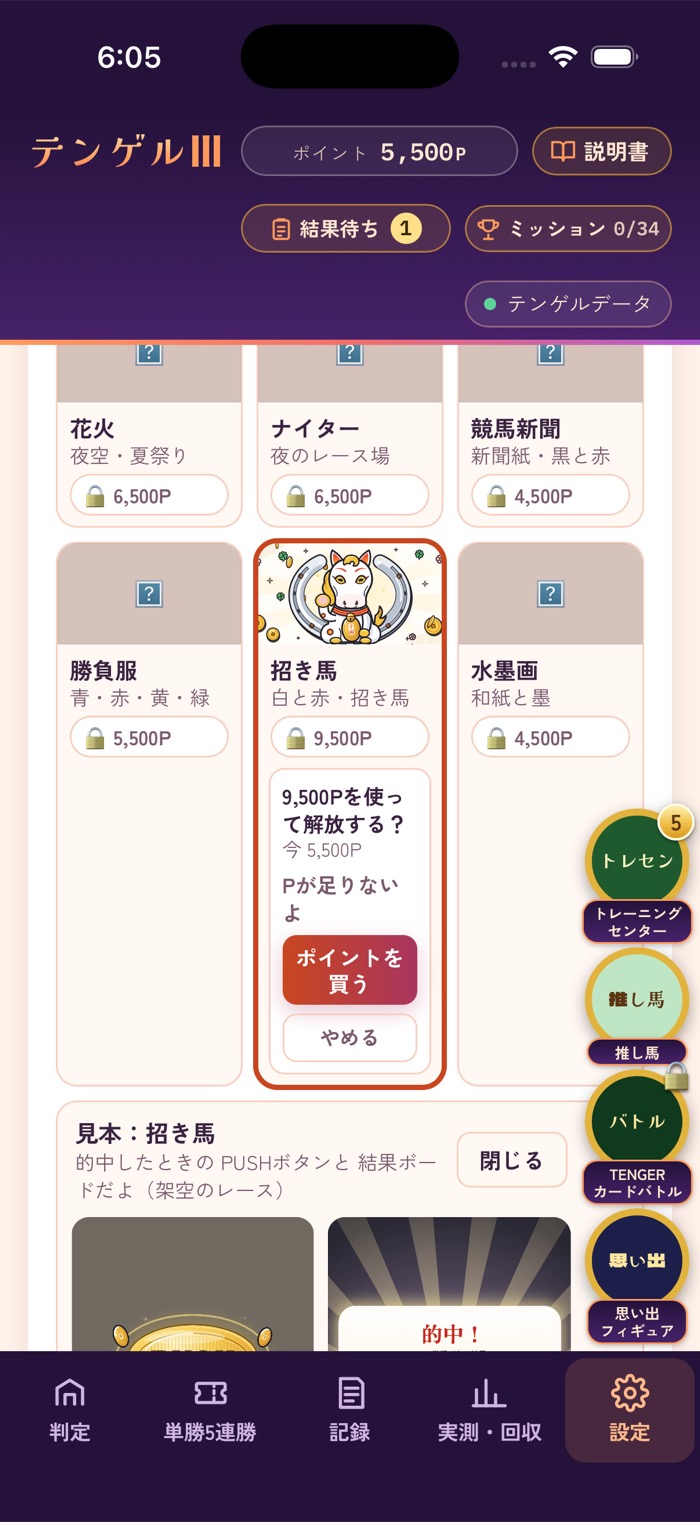 6:05
テンゲルIII
ポイント 5,500P
説明書
結果待ち 1
ミッション 0/34
テンゲルデータ
花火
夜空・夏祭り
6,500P
ナイター
夜のレース場
6,500P
競馬新聞
新聞紙・黒と赤
4,500P
勝負服
青・赤・黄・緑
5,500P
招き馬
白と赤・招き馬
9,500P
9,500Pを使っ
て解放する？
今 5,500P
Pが足りない
よ
ポイントを
買う
やめる
水墨画
和紙と墨
4,500P
5
トレセン
トレーニング
センター
推し馬
推し馬
バトル
TENGER
カードバトル
思い出
思い出
フィギュア
見本：招き馬
的中したときの PUSHボタンと 結果ボー
ドだよ（架空のレース）
閉じる
的中！
判定
単勝5連勝
記録
実測・回収
設定